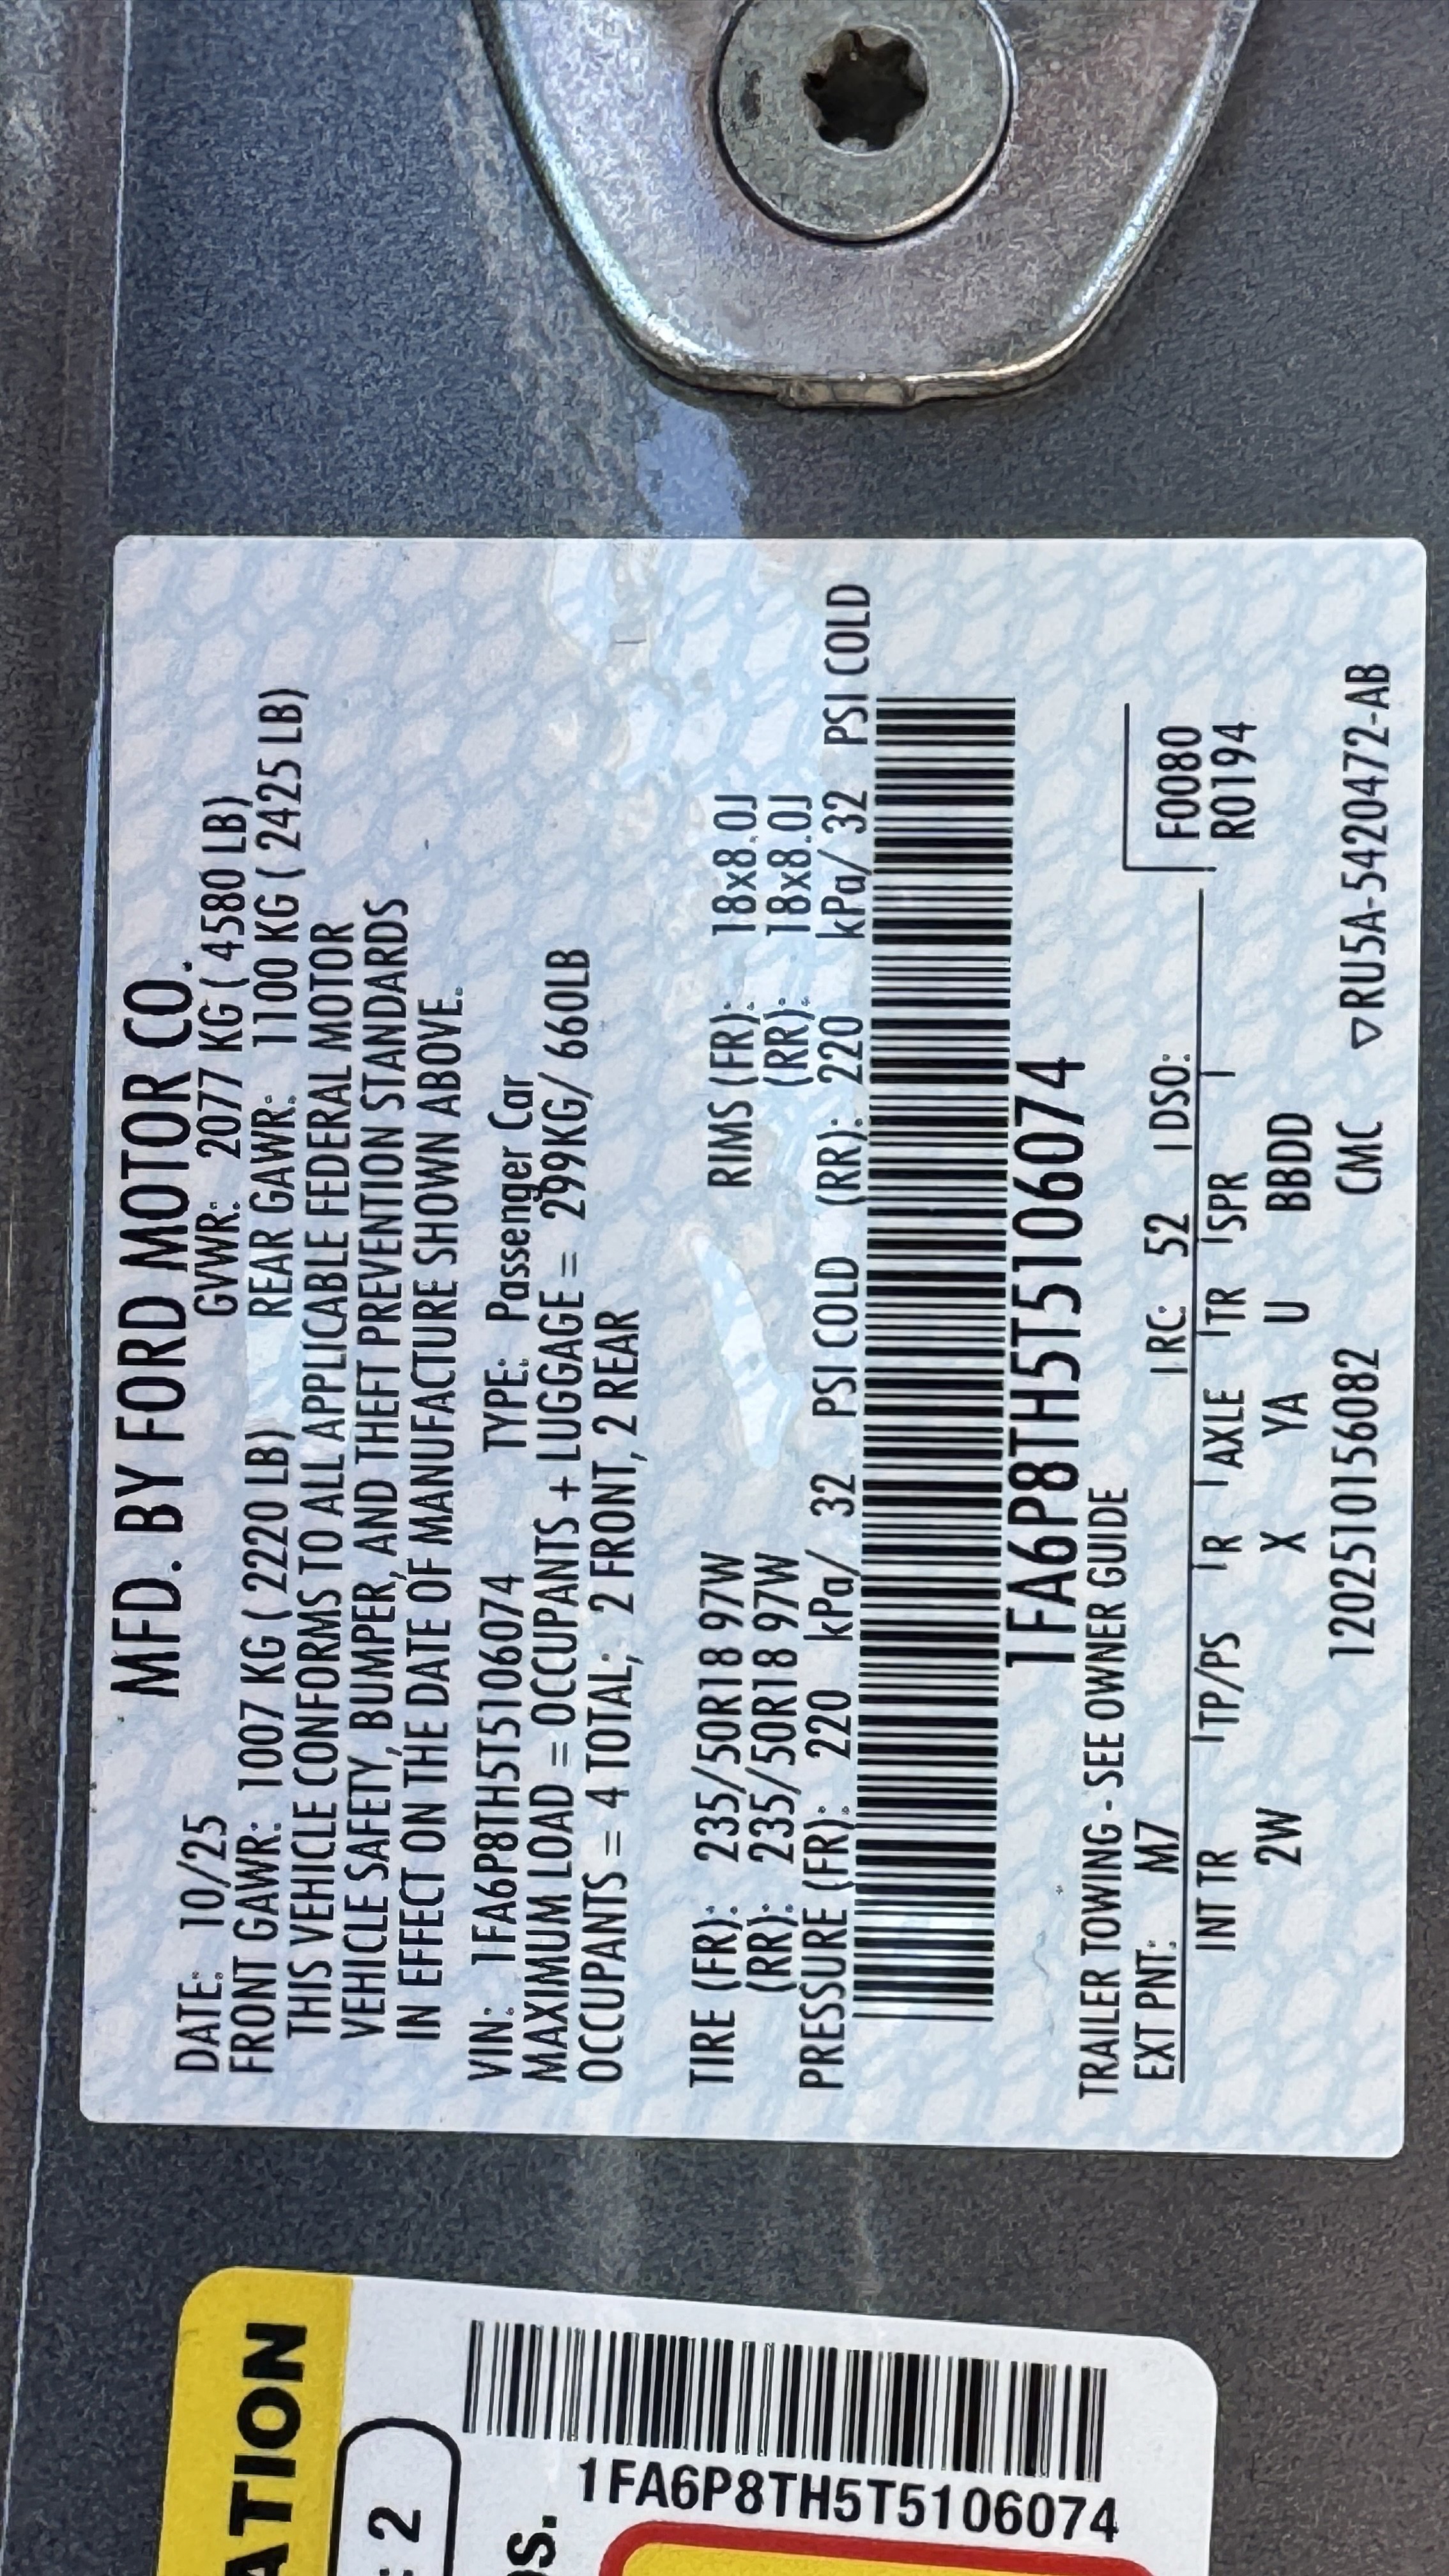 MFD. BY FORD MOTOR CO.
DATE: 10/25 GVWR: 2077 KG ( 4580 LB)
FRONT GAWR: 1007 KG ( 2220 LB) REAR GAWR: 1100 KG ( 2425 LB)
THIS VEHICLE CONFORMS TO ALL APPLICABLE FEDERAL MOTOR
VEHICLE SAFETY, BUMPER, AND THEFT PREVENTION STANDARDS
IN EFFECT ON THE DATE OF MANUFACTURE SHOWN ABOVE.
VIN: 1FA6P8TH5T5106074 TYPE: Passenger Car
MAXIMUM LOAD = OCCUPANTS + LUGGAGE = 299KG/ 660LB
OCCUPANTS = 4 TOTAL; 2 FRONT, 2 REAR
TIRE (FR): 235/50R18 97W RIMS (FR): 18x8.0J
(RR): 235/50R18 97W (RR): 18x8.0J
PRESSURE (FR): 220 kPa/ 32 PSI COLD (RR): 220 kPa/ 32 PSI COLD
1FA6P8TH5T5106074
TRAILER TOWING - SEE OWNER GUIDE
EXT PNT: M7 RC: 52 DSO: F0080
R0194
INT TR TP/PS R AXLE TR SPR
2W X YA U BBDD
1202510156082 CMC ▽RU5A-5420472-AB
ATION
: 2
OS.
1FA6P8TH5T5106074